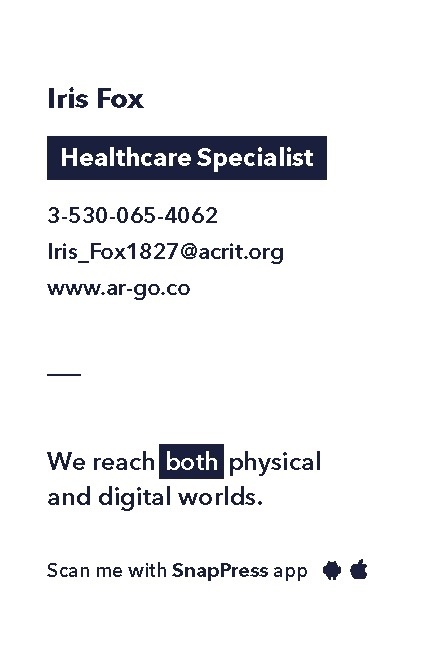 Iris Fox
Healthcare Specialist
3-530-065-4062
Iris_Fox1827@acrit.org
www.ar-go.co
We reach both physical
and digital worlds.
Scan me with SnapPress app